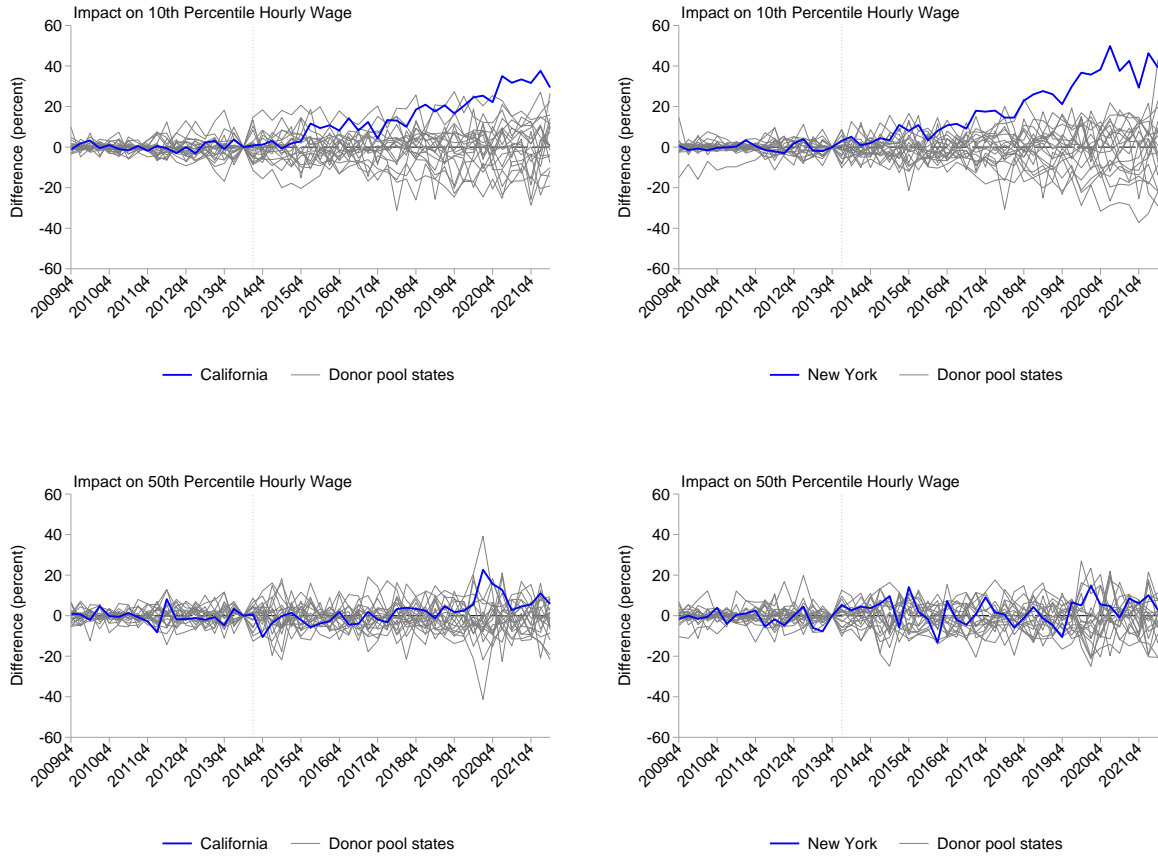 Impact on 10th Percentile Hourly Wage
60
40
20
0
-20
-40
-60
Difference (percent)
2009q4
2010q4
2011q4
2012q4
2013q4
2014q4
2015q4
2016q4
2017q4
2018q4
2019q4
2020q4
2021q4
California
Donor pool states
Impact on 10th Percentile Hourly Wage
60
40
20
0
-20
-40
-60
Difference (percent)
2009q4
2010q4
2011q4
2012q4
2013q4
2014q4
2015q4
2016q4
2017q4
2018q4
2019q4
2020q4
2021q4
New York
Donor pool states
Impact on 50th Percentile Hourly Wage
60
40
20
0
-20
-40
-60
Difference (percent)
2009q4
2010q4
2011q4
2012q4
2013q4
2014q4
2015q4
2016q4
2017q4
2018q4
2019q4
2020q4
2021q4
California
Donor pool states
Impact on 50th Percentile Hourly Wage
60
40
20
0
-20
-40
-60
Difference (percent)
2009q4
2010q4
2011q4
2012q4
2013q4
2014q4
2015q4
2016q4
2017q4
2018q4
2019q4
2020q4
2021q4
New York
Donor pool states